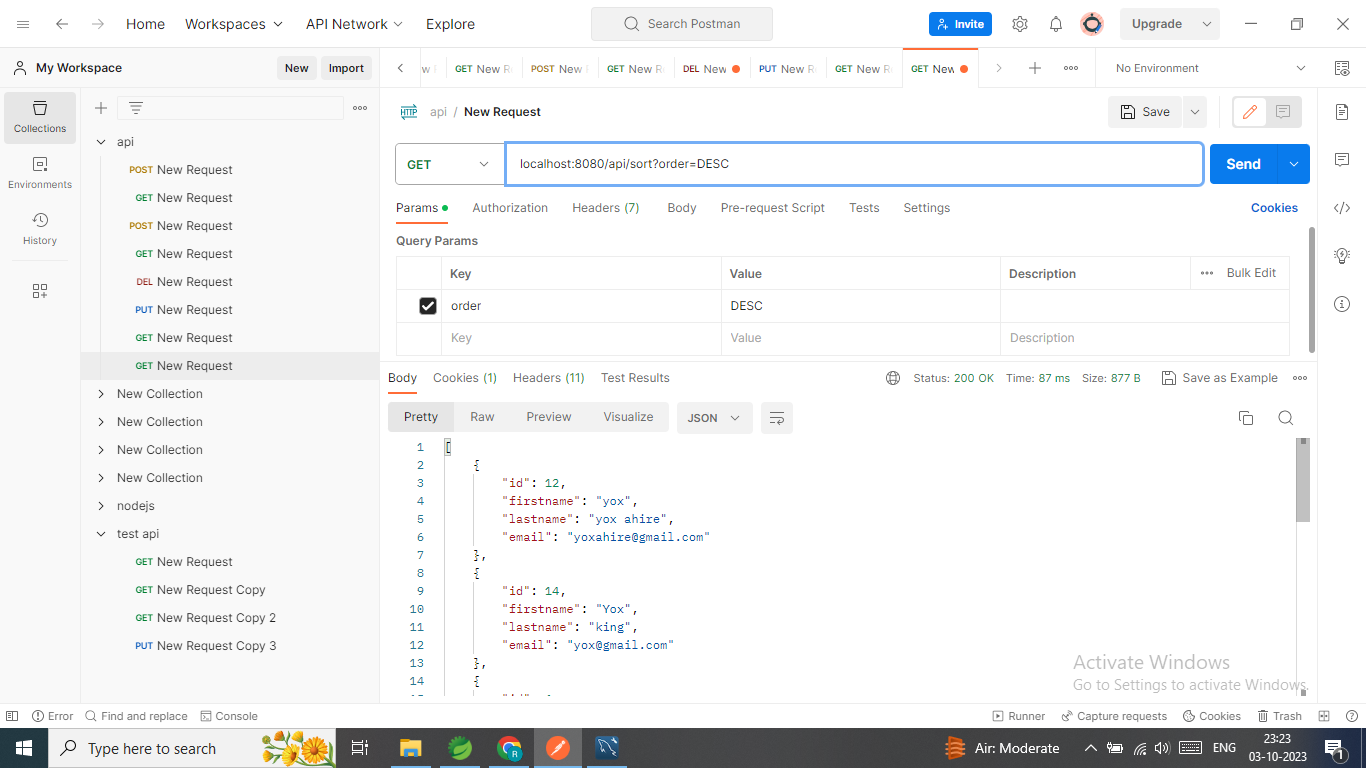 Home
Workspaces
API Network
Explore
Search Postman
Invite
Upgrade
My Workspace
New
Import
GET New R
POST New
GET New R
DEL New
PUT New R
GET New R
GET New
No Environment
Collections
Environments
History
api
POST New Request
GET New Request
POST New Request
GET New Request
DEL New Request
PUT New Request
GET New Request
GET New Request
New Collection
New Collection
New Collection
New Collection
nodejs
test api
GET New Request
GET New Request Copy
GET New Request Copy 2
PUT New Request Copy 3
HTTP api / New Request
Save
GET
localhost:8080/api/sort?order=DESC
Send
Params
Authorization
Headers (7)
Body
Pre-request Script
Tests
Settings
Cookies
Query Params
Key
Value
Description
Bulk Edit
order
DESC
Key
Value
Description
Body
Cookies (1)
Headers (11)
Test Results
Status: 200 OK
Time: 87 ms
Size: 877 B
Save as Example
Pretty
Raw
Preview
Visualize
JSON
1 [
2 {
3 "id": 12,
4 "firstname": "yox",
5 "lastname": "yox ahire",
6 "email": "yoxahire@gmail.com"
7 },
8 {
9 "id": 14,
10 "firstname": "Yox",
11 "lastname": "king",
12 "email": "yox@gmail.com"
13 },
14 {
Activate Windows
Go to Settings to activate Windows.
Error
Find and replace
Console
Runner
Capture requests
Cookies
Trash
Type here to search
Air: Moderate
ENG
23:23
03-10-2023
1